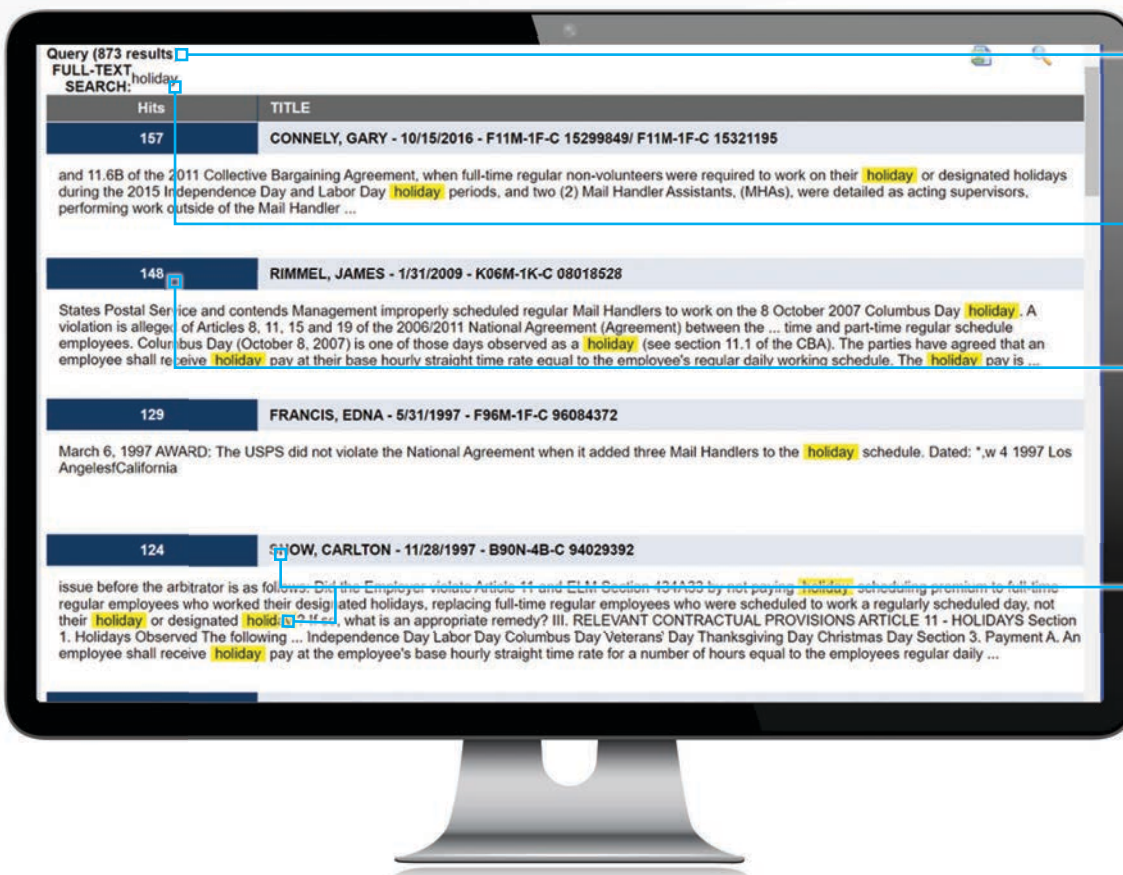 Query (873 results
FULL-TEXT
SEARCH: holiday
Hits TITLE
157 CONNELY, GARY - 10/15/2016 - F11M-1F-C 15299849/ F11M-1F-C 15321195
and 11.6B of the 2011 Collective Bargaining Agreement, when full-time regular non-volunteers were required to work on their holiday or designated holidays
during the 2015 Independence Day and Labor Day holiday periods, and two (2) Mail Handler Assistants, (MHAs), were detailed as acting supervisors,
performing work outside of the Mail Handler ...
148 RIMMEL, JAMES - 1/31/2009 - K06M-1K-C 08018528
States Postal Service and contends Management improperly scheduled regular Mail Handlers to work on the 8 October 2007 Columbus Day holiday . A
violation is alleged of Articles 8, 11, 15 and 19 of the 2006/2011 National Agreement (Agreement) between the ... time and part-time regular schedule
employees. Columbus Day (October 8, 2007) is one of those days observed as a holiday (see section 11.1 of the CBA). The parties have agreed that an
employee shall receive holiday pay at their base hourly straight time rate equal to the employee's regular daily working schedule. The holiday pay is ...
129 FRANCIS, EDNA - 5/31/1997 - F96M-1F-C 96084372
March 6, 1997 AWARD: The USPS did not violate the National Agreement when it added three Mail Handlers to the holiday schedule. Dated: *,w 4 1997 Los
AngelesfCalifornia
124 SNOW, CARLTON - 11/28/1997 - B90N-4B-C 94029392
issue before the arbitrator is as follows: Did the Employer violate Article 11 and ELM Section 434A33 by not paying holiday scheduling premium to full-time
regular employees who worked their designated holidays, replacing full-time regular employees who were scheduled to work a regularly scheduled day, not
their holiday or designated holiday ? If so, what is an appropriate remedy? III. RELEVANT CONTRACTUAL PROVISIONS ARTICLE 11 - HOLIDAYS Section
1. Holidays Observed The following ... Independence Day Labor Day Columbus Day Veterans' Day Thanksgiving Day Christmas Day Section 3. Payment A. An
employee shall receive holiday pay at the employee's base hourly straight time rate for a number of hours equal to the employees regular daily ...